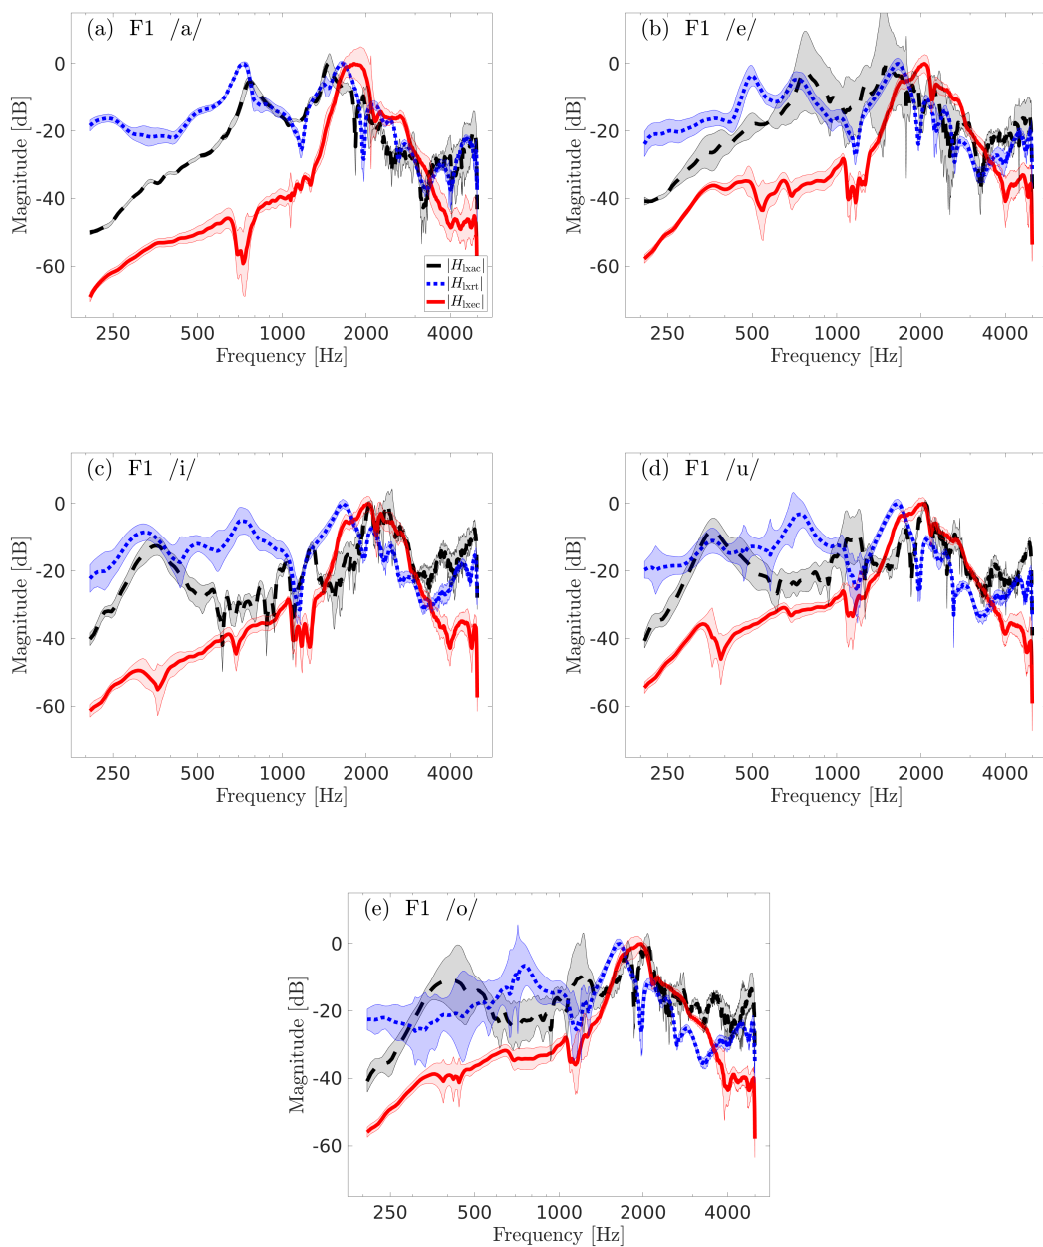 (a) F1 /a/
Magnitude [dB]
0
-20
-40
-60
|H_lxac|
|H_lxrt|
|H_lxec|
250 500 1000 2000 4000
Frequency [Hz]
(b) F1 /e/
Magnitude [dB]
0
-20
-40
-60
250 500 1000 2000 4000
Frequency [Hz]
(c) F1 /i/
Magnitude [dB]
0
-20
-40
-60
250 500 1000 2000 4000
Frequency [Hz]
(d) F1 /u/
Magnitude [dB]
0
-20
-40
-60
250 500 1000 2000 4000
Frequency [Hz]
(e) F1 /o/
Magnitude [dB]
0
-20
-40
-60
250 500 1000 2000 4000
Frequency [Hz]